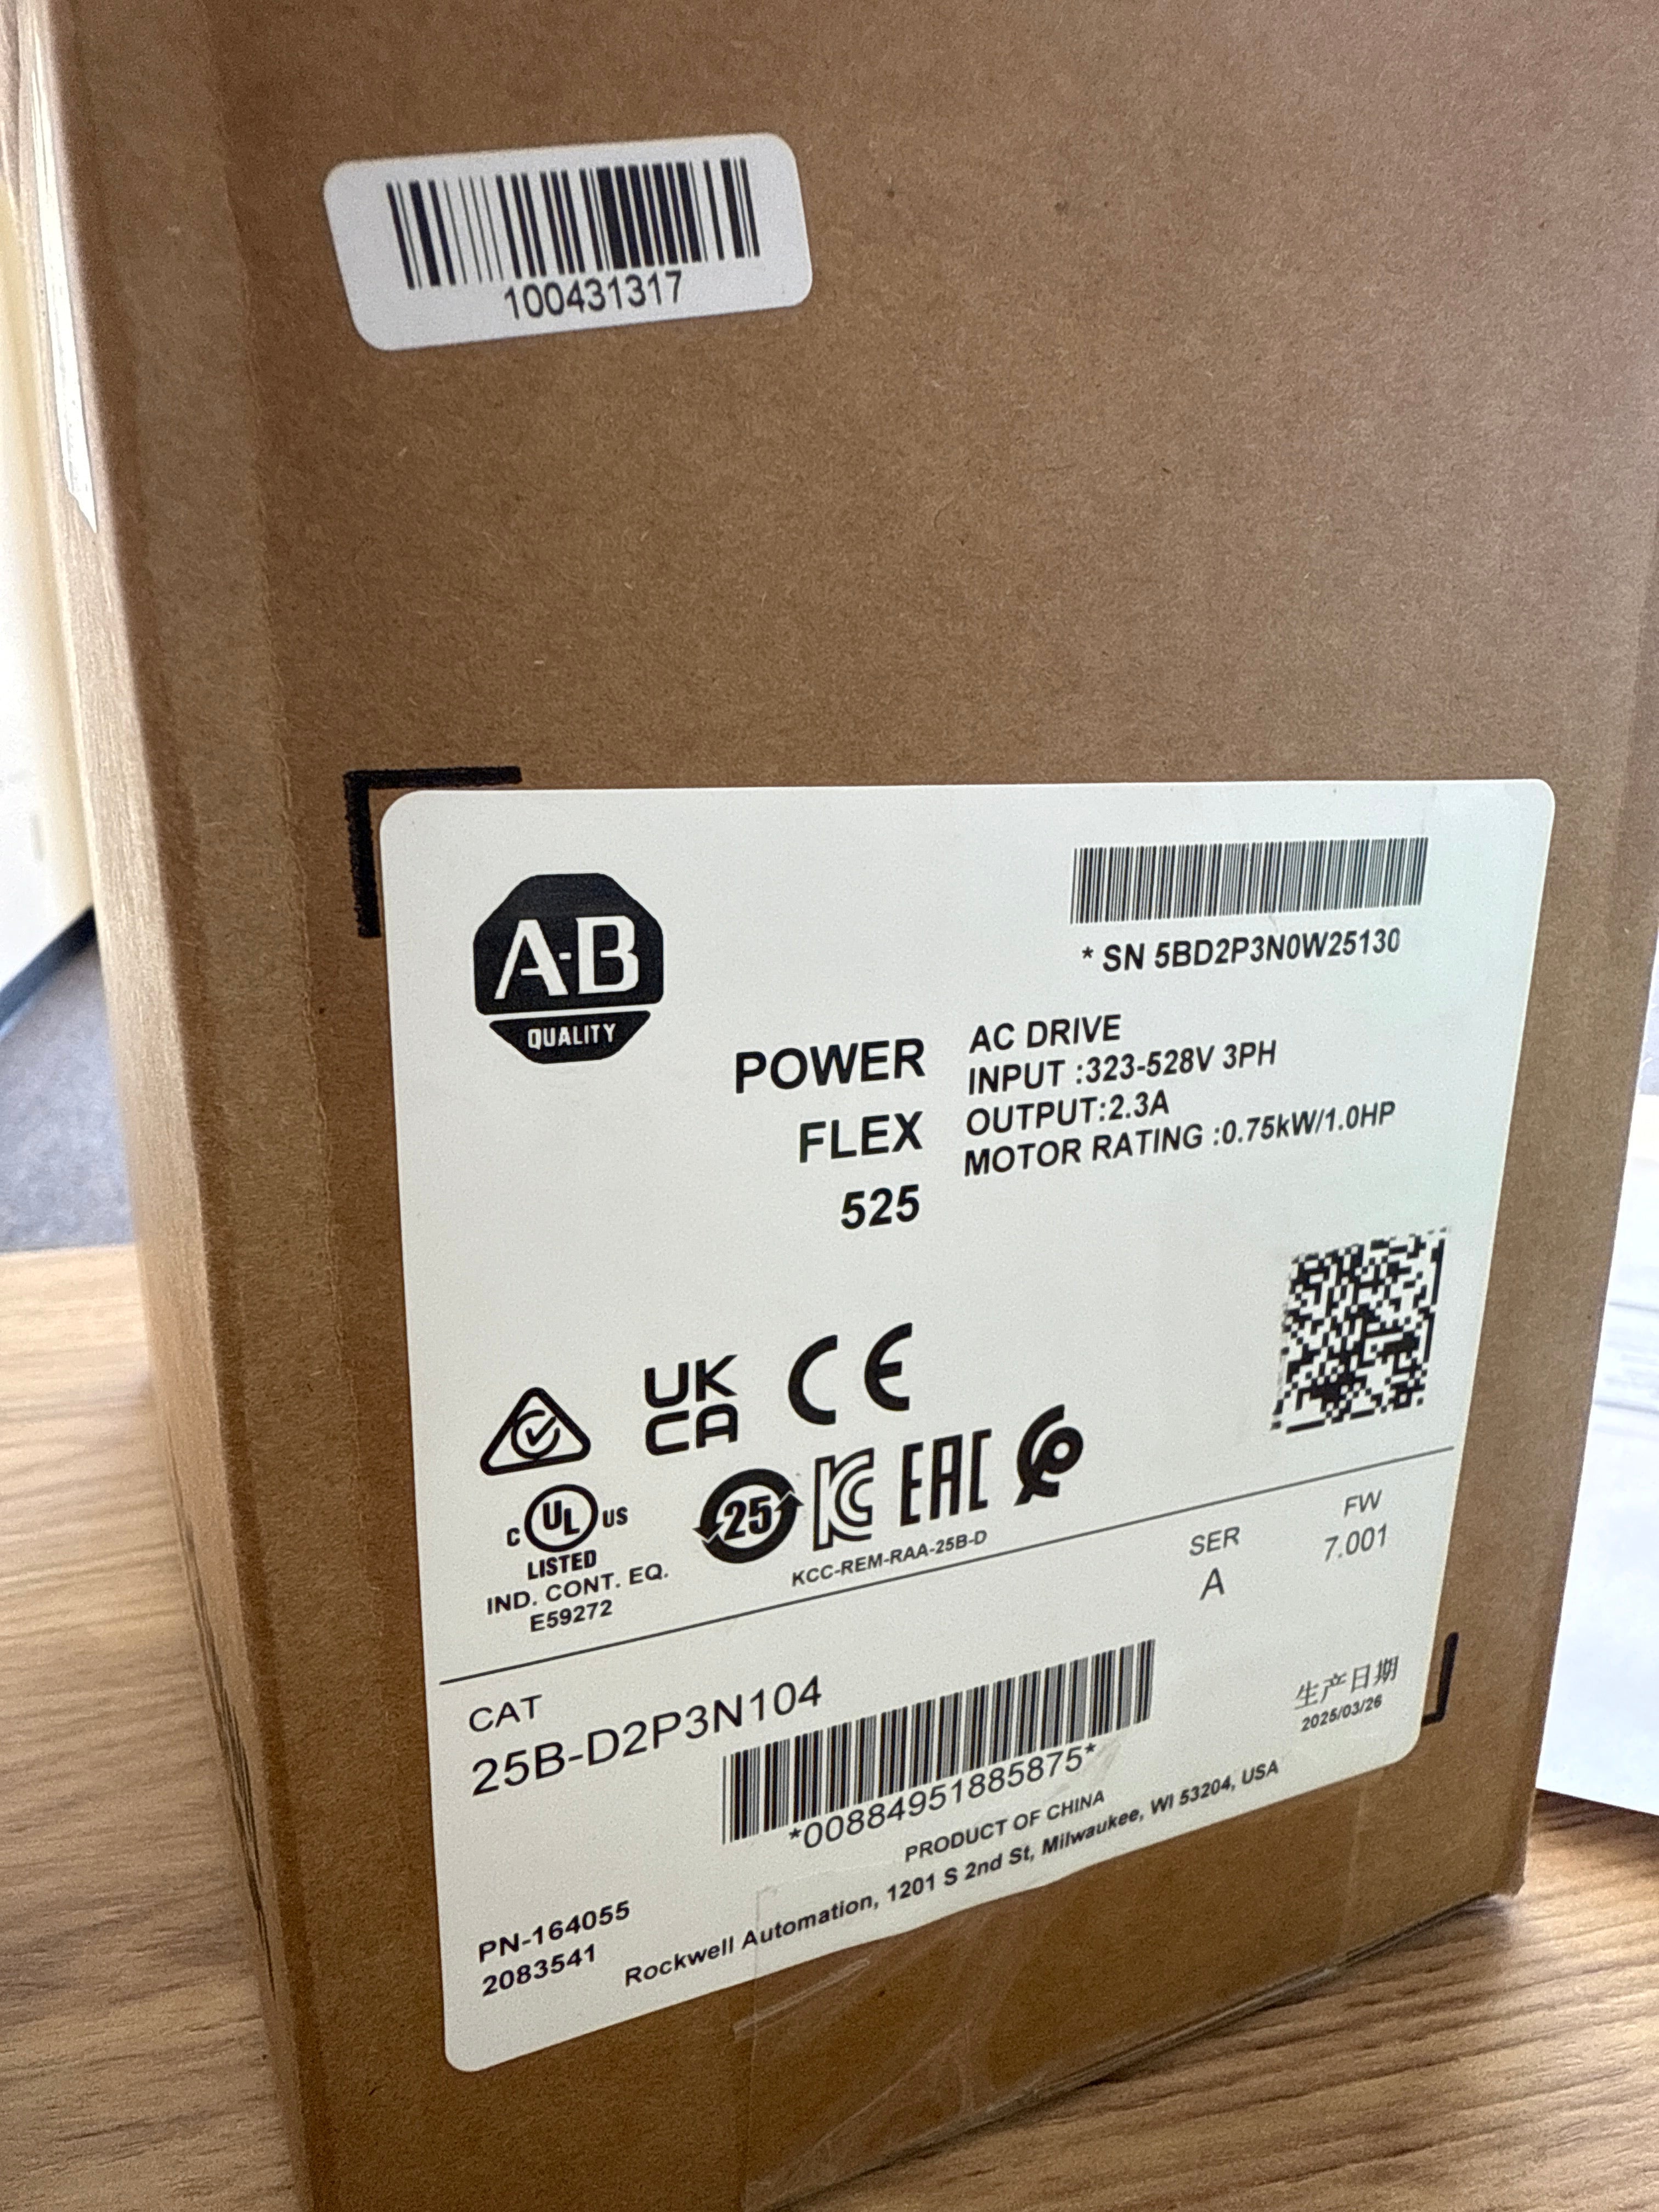 100431317
A-B
QUALITY
* SN 5BD2P3N0W25130
POWER
FLEX
525
AC DRIVE
INPUT :323-528V 3PH
OUTPUT:2.3A
MOTOR RATING :0.75kW/1.0HP
UK
CA
CE
C UL US
LISTED
IND. CONT. EQ.
E59272
25
KC
EAC
KCC-REM-RAA-25B-D
SER
A
FW
7.001
CAT
25B-D2P3N104
*00884951885875*
生产日期
2025/03/26
PRODUCT OF CHINA
Rockwell Automation, 1201 S 2nd St, Milwaukee, WI 53204, USA
PN-164055
2083541